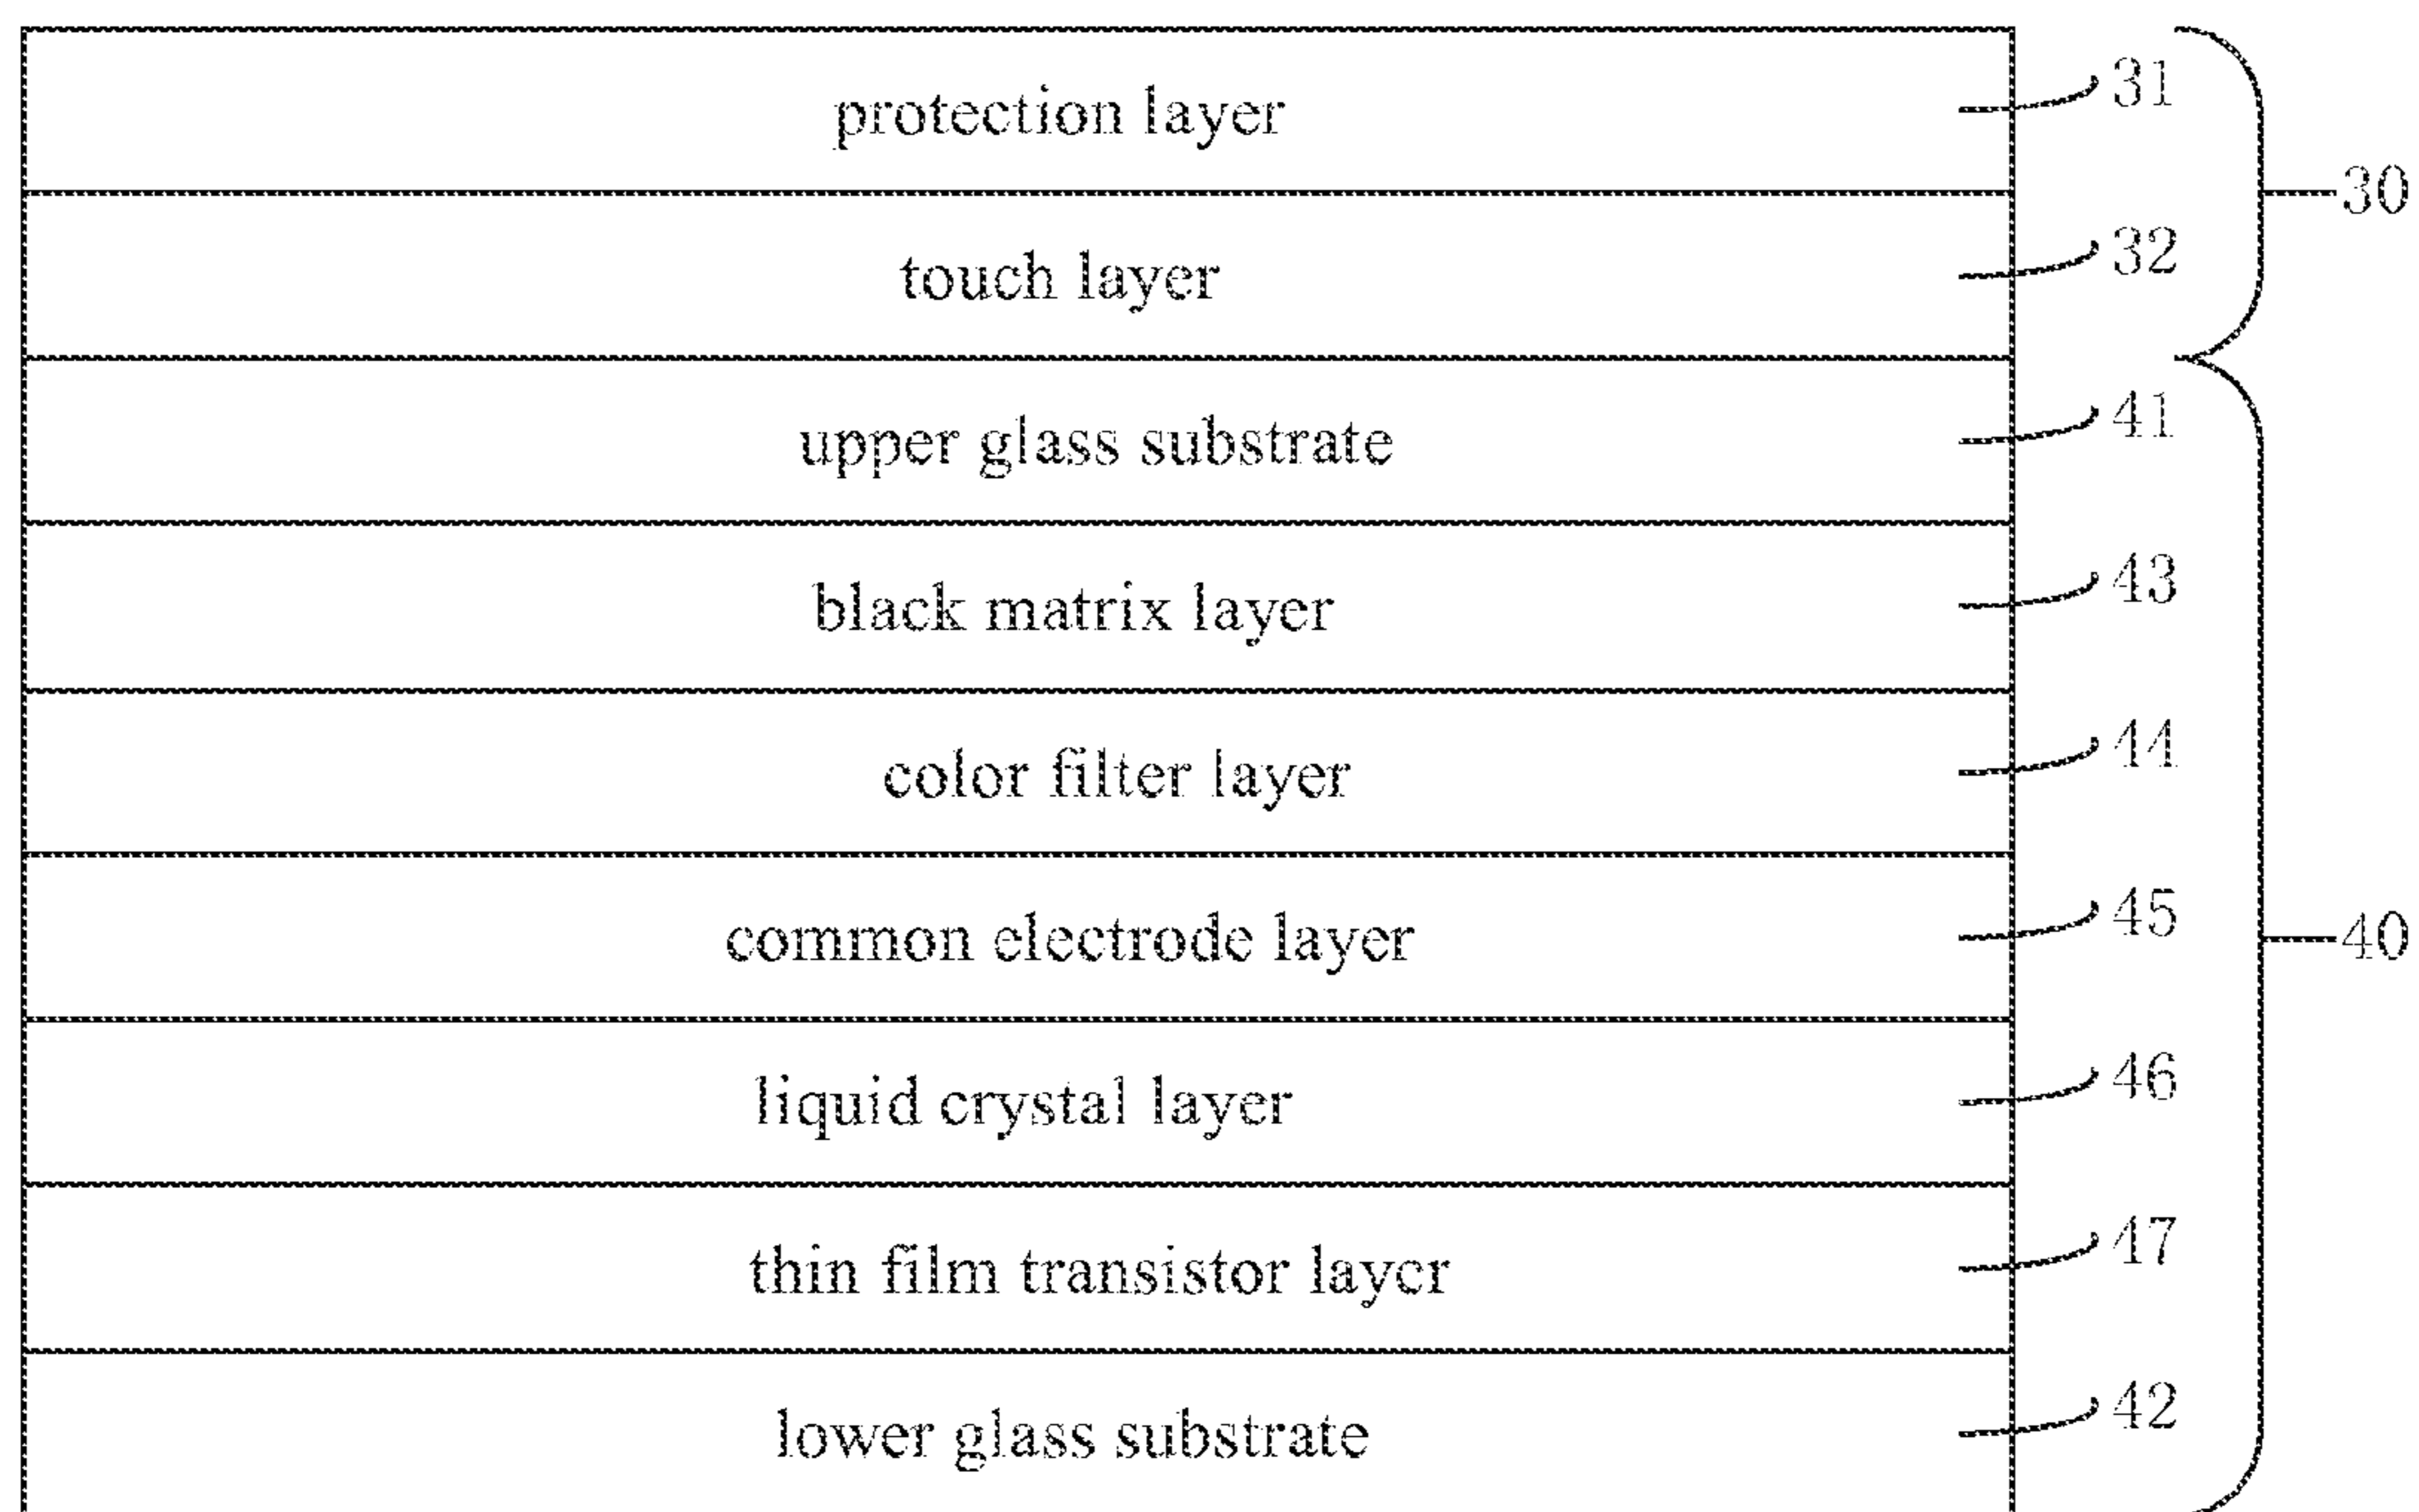 protection layer 31
30
touch layer 32
upper glass substrate 41
black matrix layer 43
color filter layer 44
common electrode layer 45
40
liquid crystal layer 46
thin film transistor layer 47
lower glass substrate 42